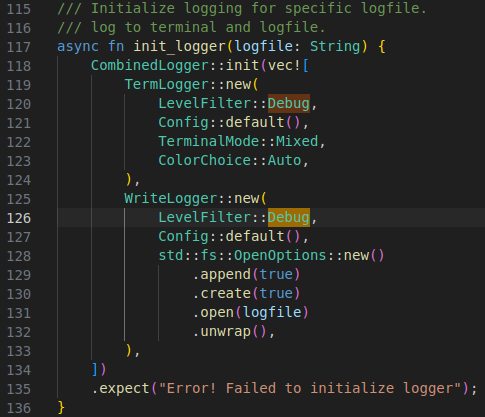 115 /// Initialize logging for specific logfile.
116 /// log to terminal and logfile.
117 async fn init_logger(logfile: String) {
118     CombinedLogger::init(vec![
119         TermLogger::new(
120             LevelFilter::Debug,
121             Config::default(),
122             TerminalMode::Mixed,
123             ColorChoice::Auto,
124         ),
125         WriteLogger::new(
126             LevelFilter::Debug,
127             Config::default(),
128             std::fs::OpenOptions::new()
129                 .append(true)
130                 .create(true)
131                 .open(logfile)
132                 .unwrap(),
133         ),
134     ])
135     .expect("Error! Failed to initialize logger");
136 }